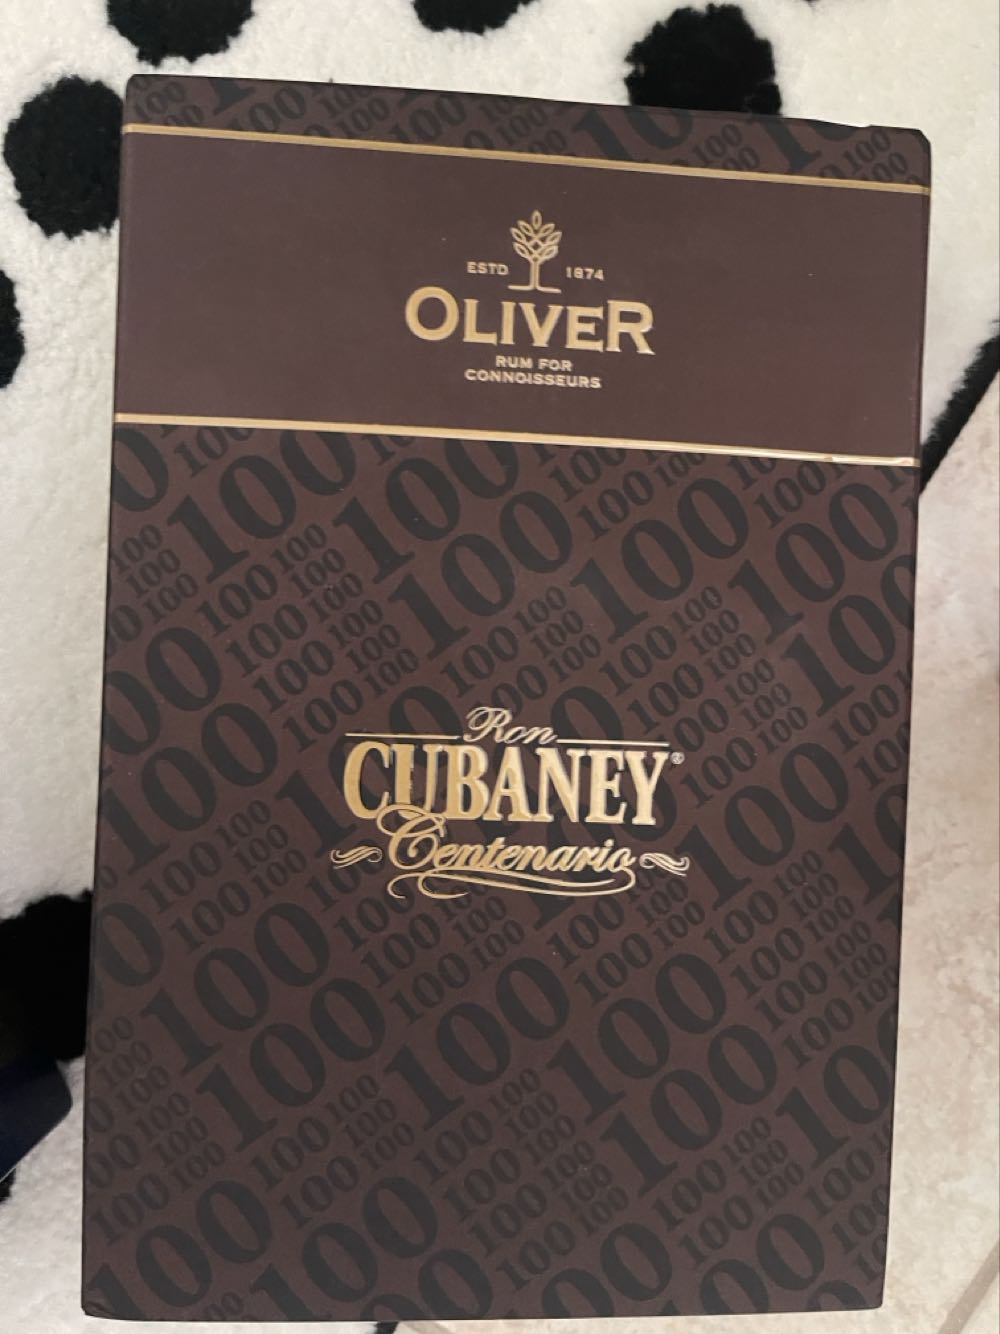 ESTD 1874
OLIVER
RUM FOR
CONNOISSEURS
Ron
CUBANEY®
Centenario